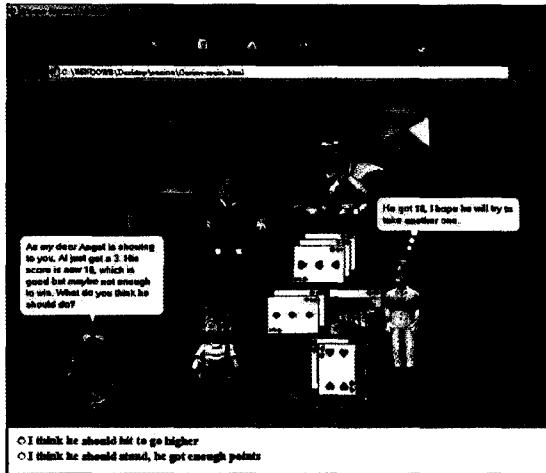 C:\WINDOWS\Desktop\casino\Casino-main.html
He got 18, I hope he will try to
take another one.
As my dear Angel is showing
to you, Al just got a 3. His
score is now 18, which is
good but maybe not enough
to win. What do you think he
should do?
I think he should hit to go higher
I think he should stand, he got enough points